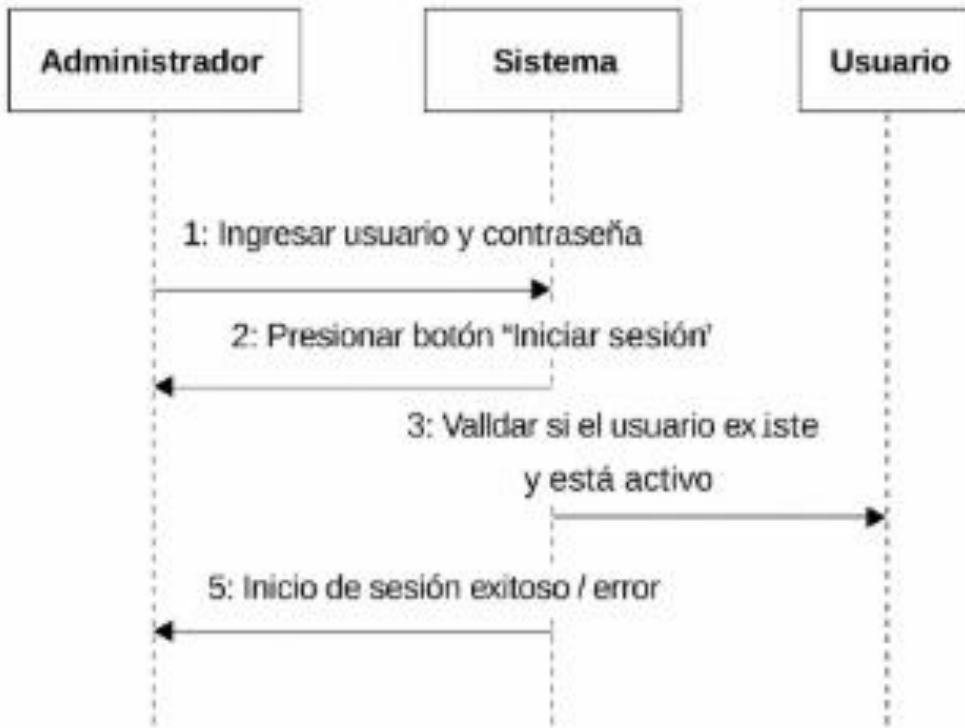 Administrador
Sistema
Usuario
1: Ingresar usuario y contraseña
2: Presionar botón “Iniciar sesión’
3: Valldar si el usuario ex.iste
y está activo
5: Inicio de sesión exitoso / error